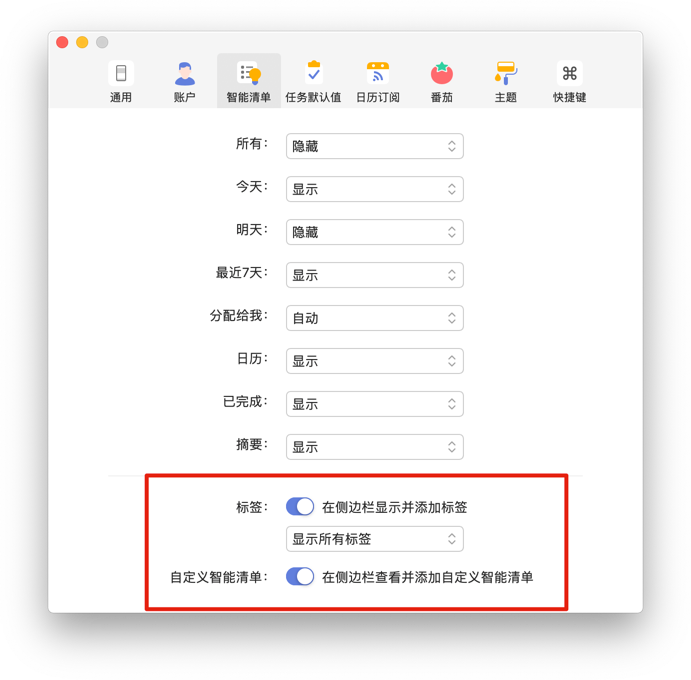 通用 账户 智能清单 任务默认值 日历订阅 番茄 主题 快捷键
所有： 隐藏
今天： 显示
明天： 隐藏
最近7天： 显示
分配给我： 自动
日历： 显示
已完成： 显示
摘要： 显示
标签： 在侧边栏显示并添加标签
显示所有标签
自定义智能清单： 在侧边栏查看并添加自定义智能清单